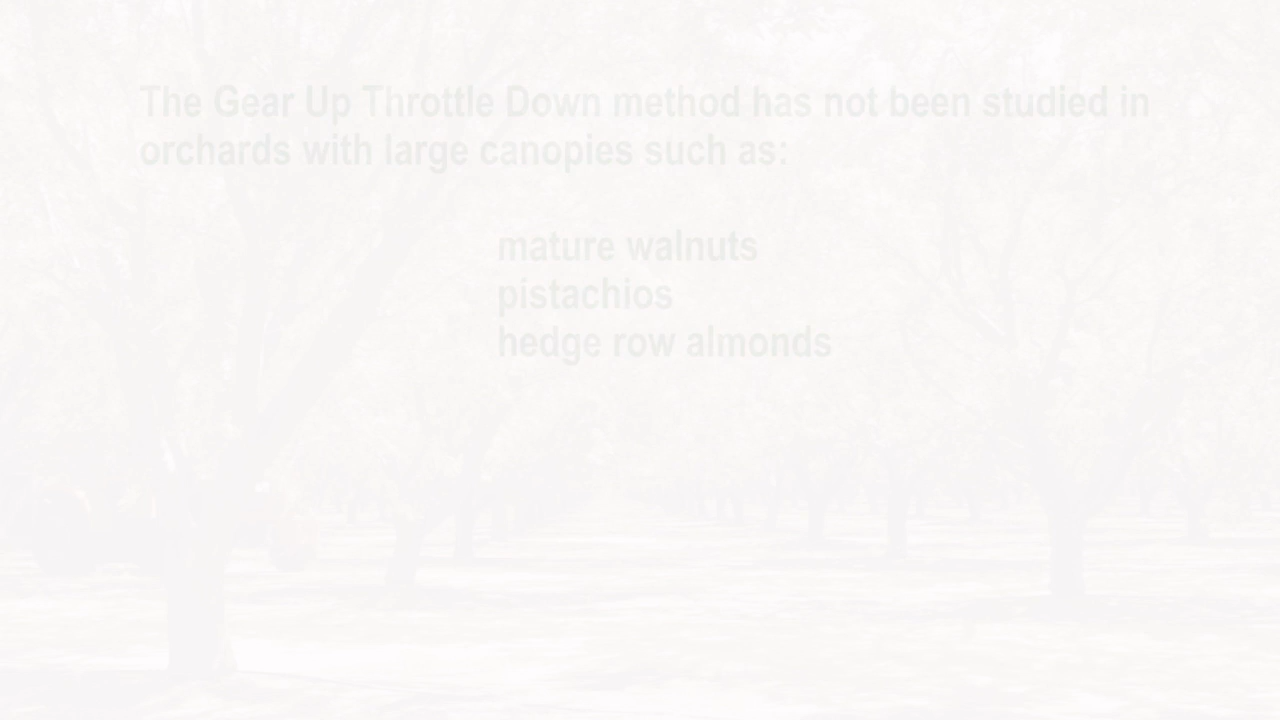 The Gear Up Throttle Down method has not been studied in
orchards with large canopies such as:
mature walnuts
pistachios
hedge row almonds